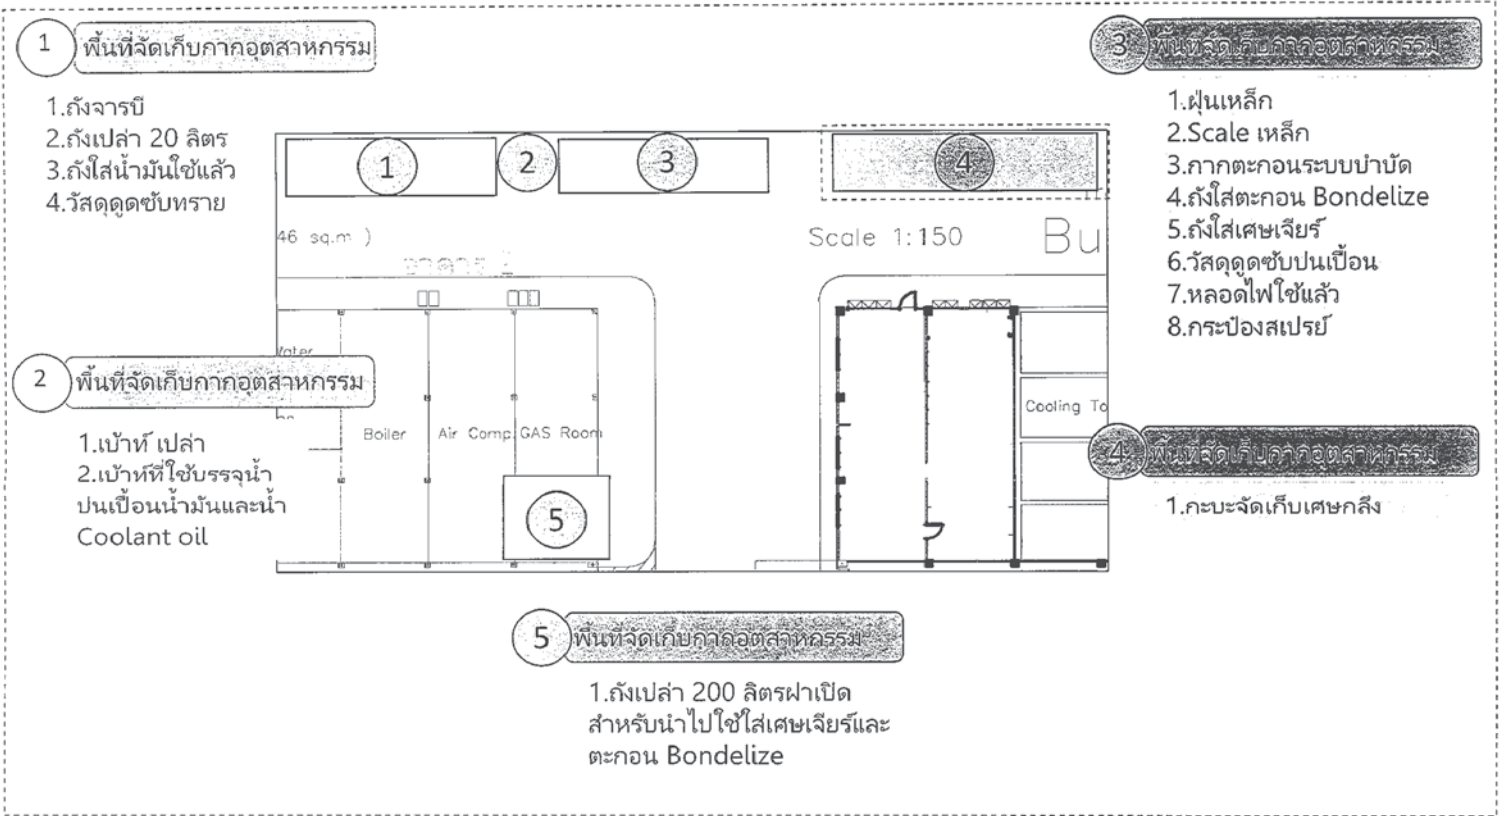 1 พื้นที่จัดเก็บกากอุตสาหกรรม
1.ถังจารบี
2.ถังเปล่า 20 ลิตร
3.ถังใส่น้ำมันใช้แล้ว
4.วัสดุดูดซับทราย
3 พื้นที่จัดเก็บกากอุตสาหกรรม
1.ฝุ่นเหล็ก
2.Scale เหล็ก
3.กากตะกอนระบบบำบัด
4.ถังใส่ตะกอน Bondelize
5.ถังใส่เศษเจียร์
6.วัสดุดูดซับปนเปื้อน
7.หลอดไฟใช้แล้ว
8.กระป๋องสเปรย์
1
2
3
4
46 sq.m )
Scale 1:150
Bu
อาคาร 2
2 พื้นที่จัดเก็บกากอุตสาหกรรม
1.เบ้าท์ เปล่า
2.เบ้าท์ที่ใช้บรรจุน้ำ
ปนเปื้อนน้ำมันและน้ำ
Coolant oil
Boiler
Air Comp.
GAS Room
Cooling To
5
4 พื้นที่จัดเก็บกากอุตสาหกรรม
1.กะบะจัดเก็บเศษกลึง
5 พื้นที่จัดเก็บกากอุตสาหกรรม
1.ถังเปล่า 200 ลิตรฝาเปิด
สำหรับนำไปใช้ใส่เศษเจียร์และ
ตะกอน Bondelize